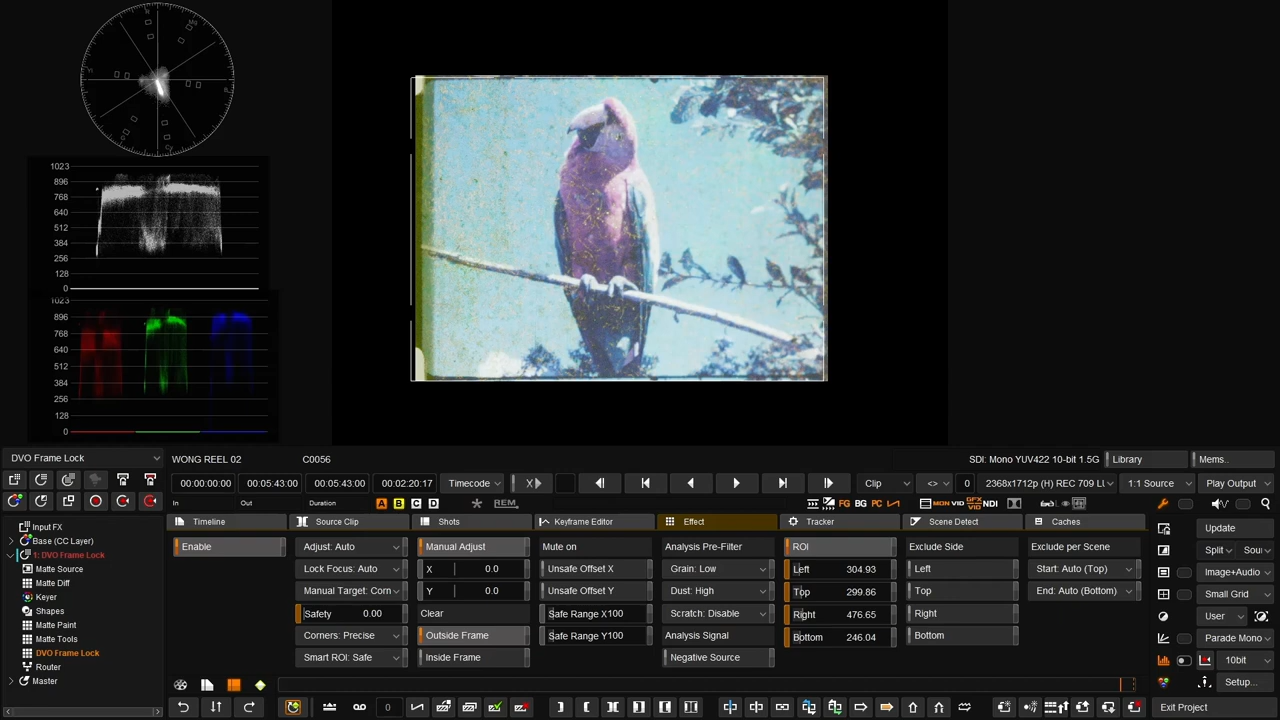 1023
896
768
640
512
384
256
128
0
1023
896
768
640
512
384
256
128
0
DVO Frame Lock
WONG REEL 02 C0056 SDI: Mono YUV422 10-bit 1.5G Library Mems..
00:00:00:00 00:05:43:00 00:05:43:00 00:02:20:17 Timecode X Clip <> 0 2368x1712p (H) REC 709 LI 1:1 Source Play Output
In Out Duration A B C D * REM FG BG PC MON VID GFX VID NDI
Timeline Source Clip Shots Keyframe Editor Effect Tracker Scene Detect Caches
Input FX
Base (CC Layer)
1: DVO Frame Lock
Matte Source
Matte Diff
Keyer
Shapes
Matte Paint
Matte Tools
DVO Frame Lock
Router
Master
Enable Adjust: Auto Manual Adjust Mute on Analysis Pre-Filter ROI Exclude Side Exclude per Scene
Lock Focus: Auto X 0.0 Unsafe Offset X Grain: Low Left 304.93 Left Start: Auto (Top)
Manual Target: Corn Y 0.0 Unsafe Offset Y Dust: High Top 299.86 Top End: Auto (Bottom)
Safety 0.00 Clear Safe Range X100 Scratch: Disable Right 476.65 Right
Corners: Precise Outside Frame Safe Range Y100 Analysis Signal Bottom 246.04 Bottom
Smart ROI: Safe Inside Frame Negative Source
Update
Split Sou
Image+Audio
Small Grid
User
Parade Mono
10bit
Setup...
0
Exit Project